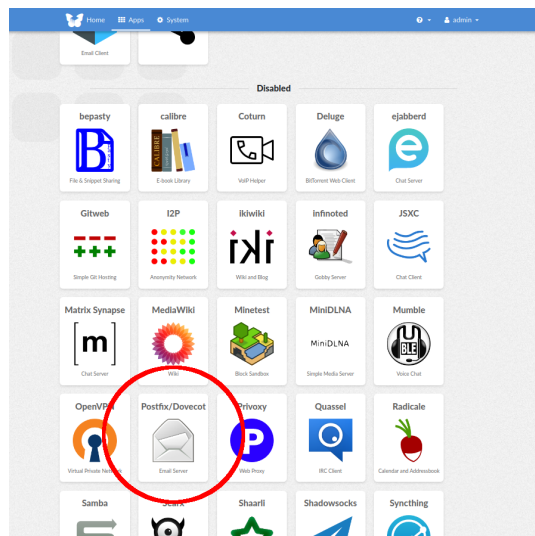 Home Apps System admin
Email Client
Disabled
bepasty calibre Coturn Deluge ejabberd
CALIBRE
File & Snippet Sharing E-book Library VoIP Helper BitTorrent Web Client Chat Server
Gitweb I2P ikiwiki infinoted JSXC
iki
Simple Git Hosting Anonymity Network Wiki and Blog Gobby Server Chat Client
Matrix Synapse MediaWiki Minetest MiniDLNA Mumble
[m] MiniDLNA BLE
Chat Server Wiki Block Sandbox Simple Media Server Voice Chat
OpenVPN Postfix/Dovecot Privoxy Quassel Radicale
Virtual Private Network Email Server Web Proxy IRC Client Calendar and Addressbook
Samba Searx Shaarli Shadowsocks Syncthing